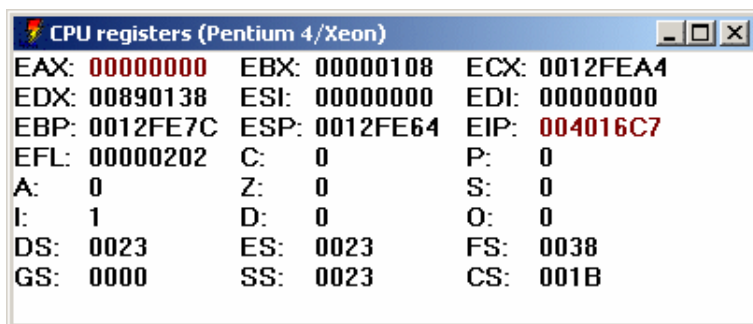 CPU registers (Pentium 4/Xeon)
EAX: 00000000 EBX: 00000108 ECX: 0012FEA4
EDX: 00890138 ESI: 00000000 EDI: 00000000
EBP: 0012FE7C ESP: 0012FE64 EIP: 004016C7
EFL: 00000202 C: 0 P: 0
A: 0 Z: 0 S: 0
I: 1 D: 0 O: 0
DS: 0023 ES: 0023 FS: 0038
GS: 0000 SS: 0023 CS: 001B